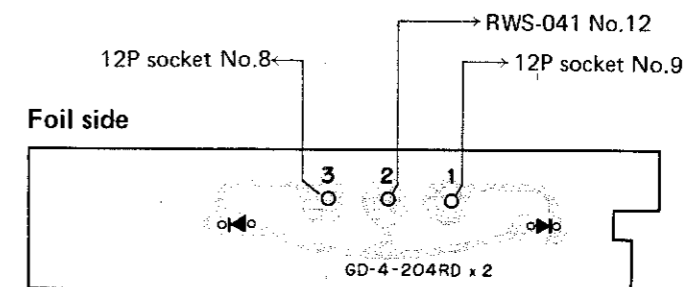 RWS-041 No.12
12P socket No.8
12P socket No.9
Foil side
3 2 1
GD-4-204RD x 2